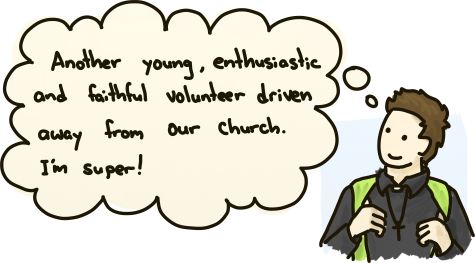 Another young, enthusiastic
and faithful volunteer driven
away from our church.
I'm super!